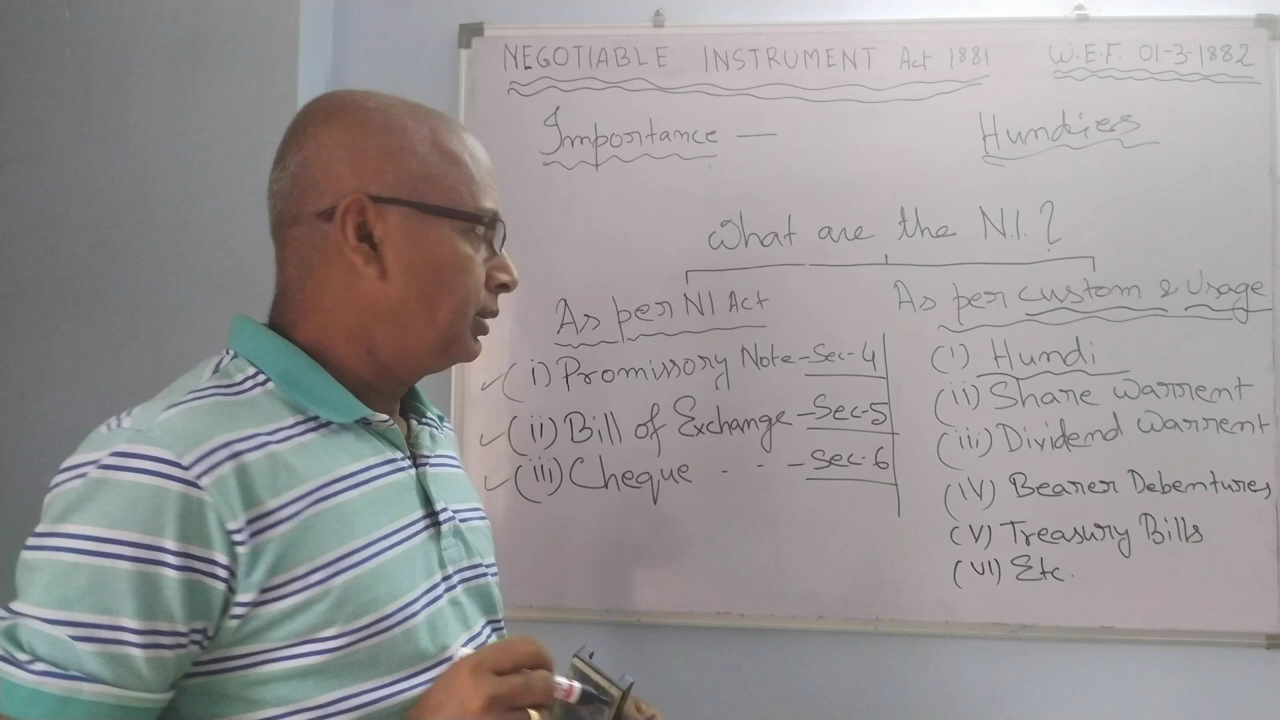 NEGOTIABLE INSTRUMENT Act 1881 W.E.F. 01-3-1882
Importance —
Hundies
What are the N.I.?
As per NI Act
(i) Promissory Note - Sec-4
(ii) Bill of Exchange - Sec-5
(iii) Cheque - - - Sec-6
As per custom & Usage
(i) Hundi
(ii) Share Warrent
(iii) Dividend Warrent
(iv) Bearer Debentures,
(v) Treasury Bills
(vi) Etc.